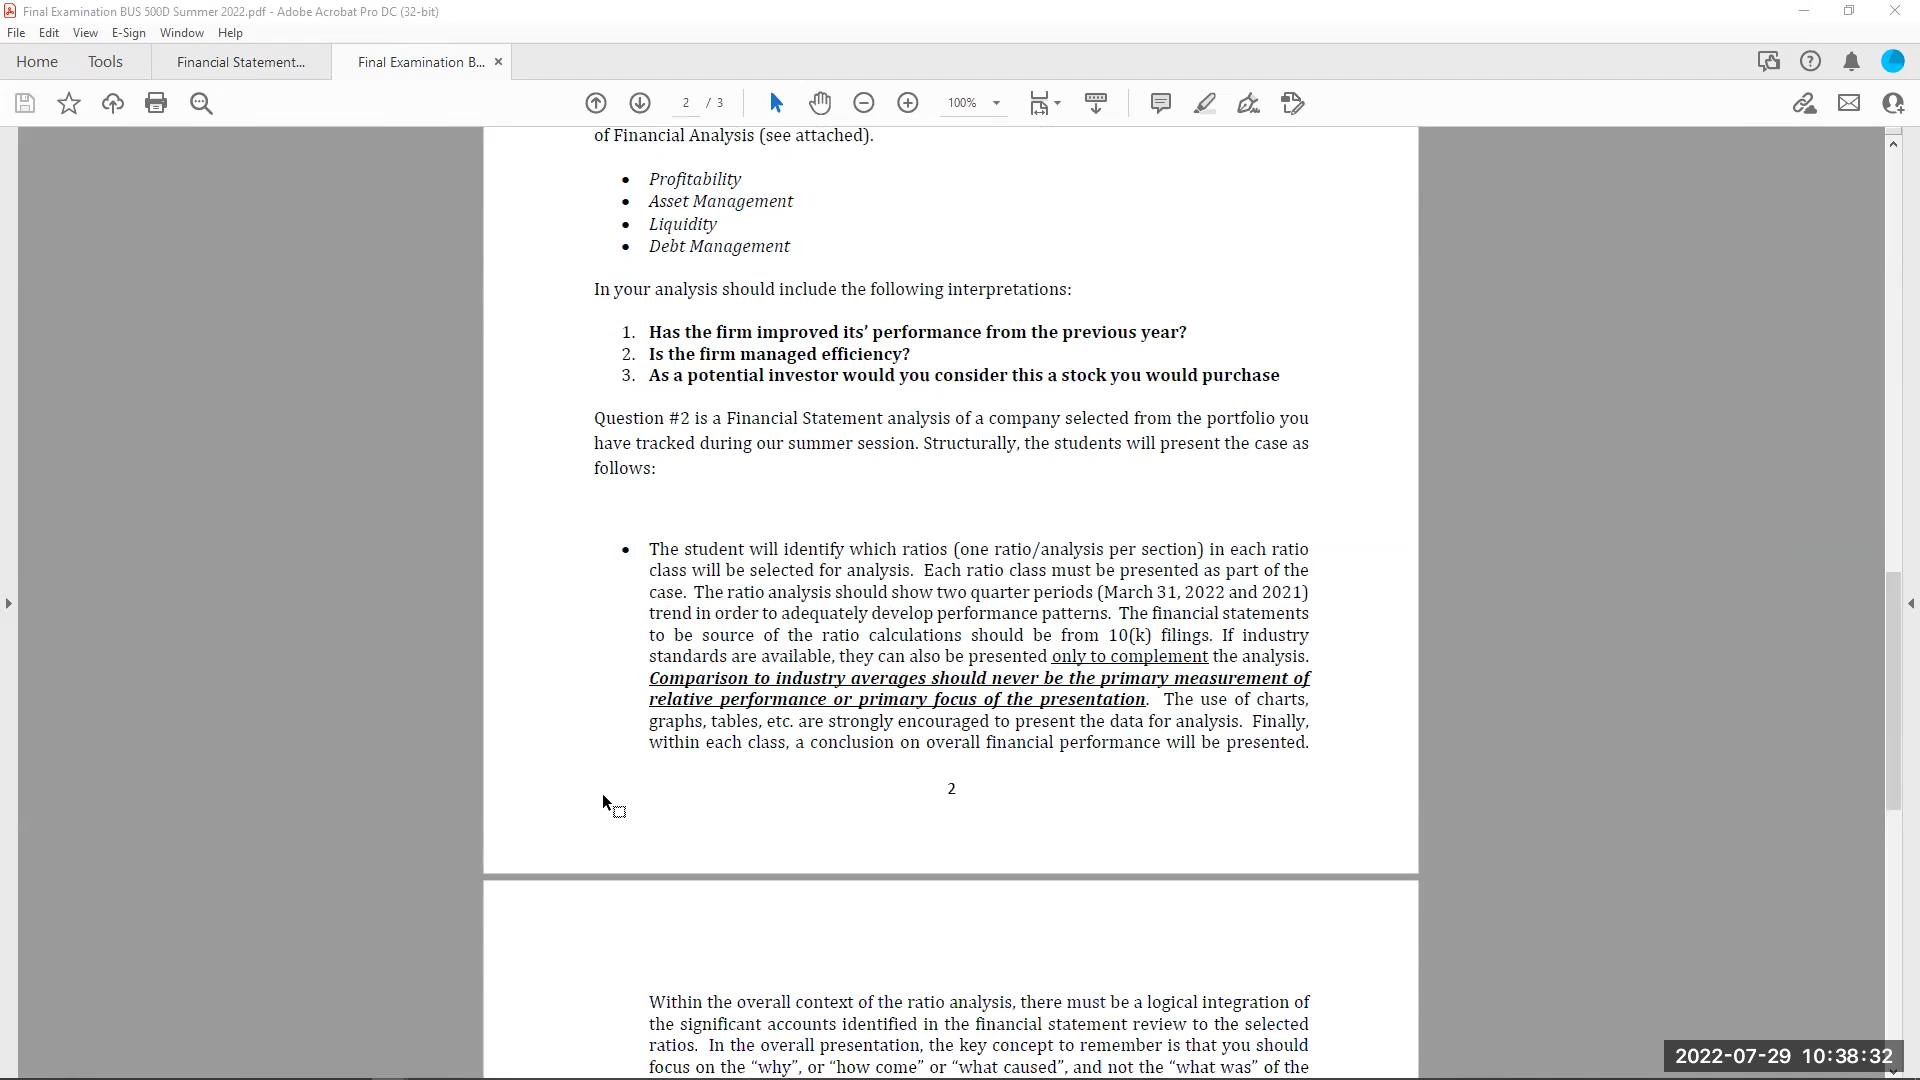 Final Examination BUS 500D Summer 2022.pdf - Adobe Acrobat Pro DC (32-bit)
File Edit View E-Sign Window Help
Home Tools Financial Statement... Final Examination B...
2 / 3 100%
of Financial Analysis (see attached).
• Profitability
• Asset Management
• Liquidity
• Debt Management
In your analysis should include the following interpretations:
1. Has the firm improved its’ performance from the previous year?
2. Is the firm managed efficiency?
3. As a potential investor would you consider this a stock you would purchase
Question #2 is a Financial Statement analysis of a company selected from the portfolio you
have tracked during our summer session. Structurally, the students will present the case as
follows:
• The student will identify which ratios (one ratio/analysis per section) in each ratio
class will be selected for analysis. Each ratio class must be presented as part of the
case. The ratio analysis should show two quarter periods (March 31, 2022 and 2021)
trend in order to adequately develop performance patterns. The financial statements
to be source of the ratio calculations should be from 10(k) filings. If industry
standards are available, they can also be presented only to complement the analysis.
Comparison to industry averages should never be the primary measurement of
relative performance or primary focus of the presentation. The use of charts,
graphs, tables, etc. are strongly encouraged to present the data for analysis. Finally,
within each class, a conclusion on overall financial performance will be presented.
2
Within the overall context of the ratio analysis, there must be a logical integration of
the significant accounts identified in the financial statement review to the selected
ratios. In the overall presentation, the key concept to remember is that you should
focus on the “why”, or “how come” or “what caused”, and not the “what was” of the
2022-07-29 10:38:32